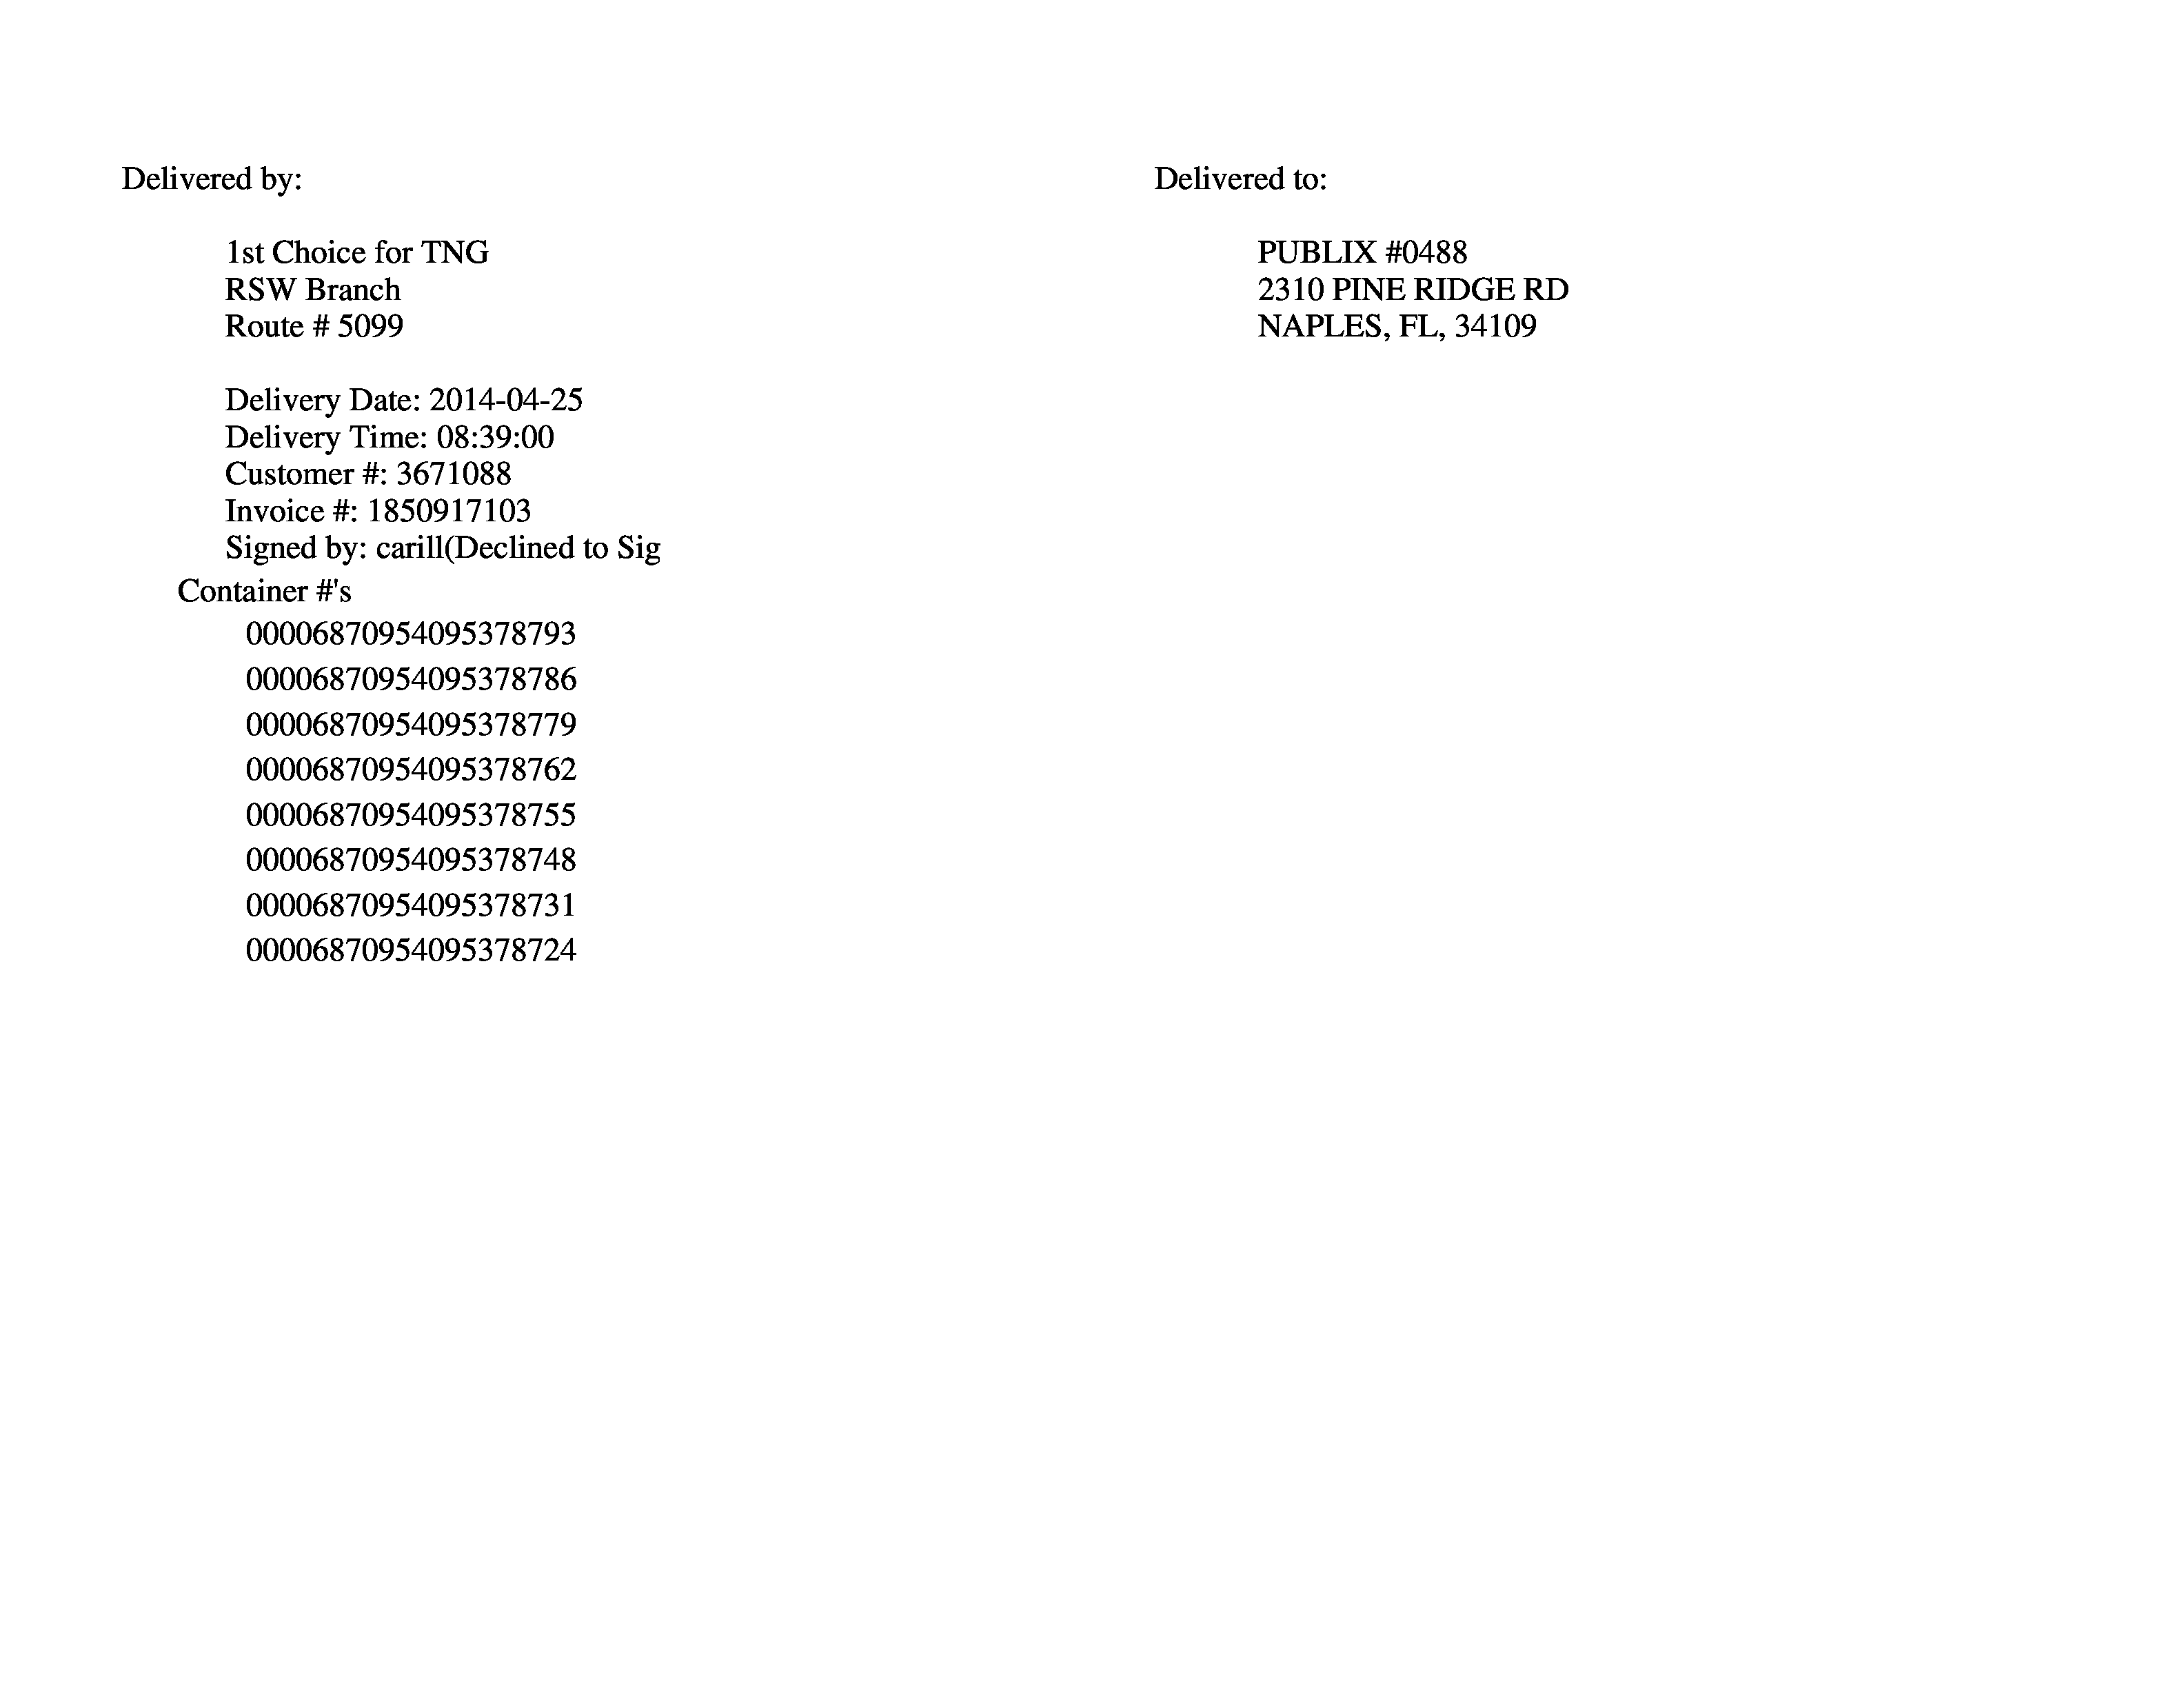 Delivered by:
1st Choice for TNG
RSW Branch
Route # 5099
Delivery Date: 2014-04-25
Delivery Time: 08:39:00
Customer #: 3671088
Invoice #: 1850917103
Signed by: carill(Declined to Sig
Container #'s
00006870954095378793
00006870954095378786
00006870954095378779
00006870954095378762
00006870954095378755
00006870954095378748
00006870954095378731
00006870954095378724
Delivered to:
PUBLIX #0488
2310 PINE RIDGE RD
NAPLES, FL, 34109